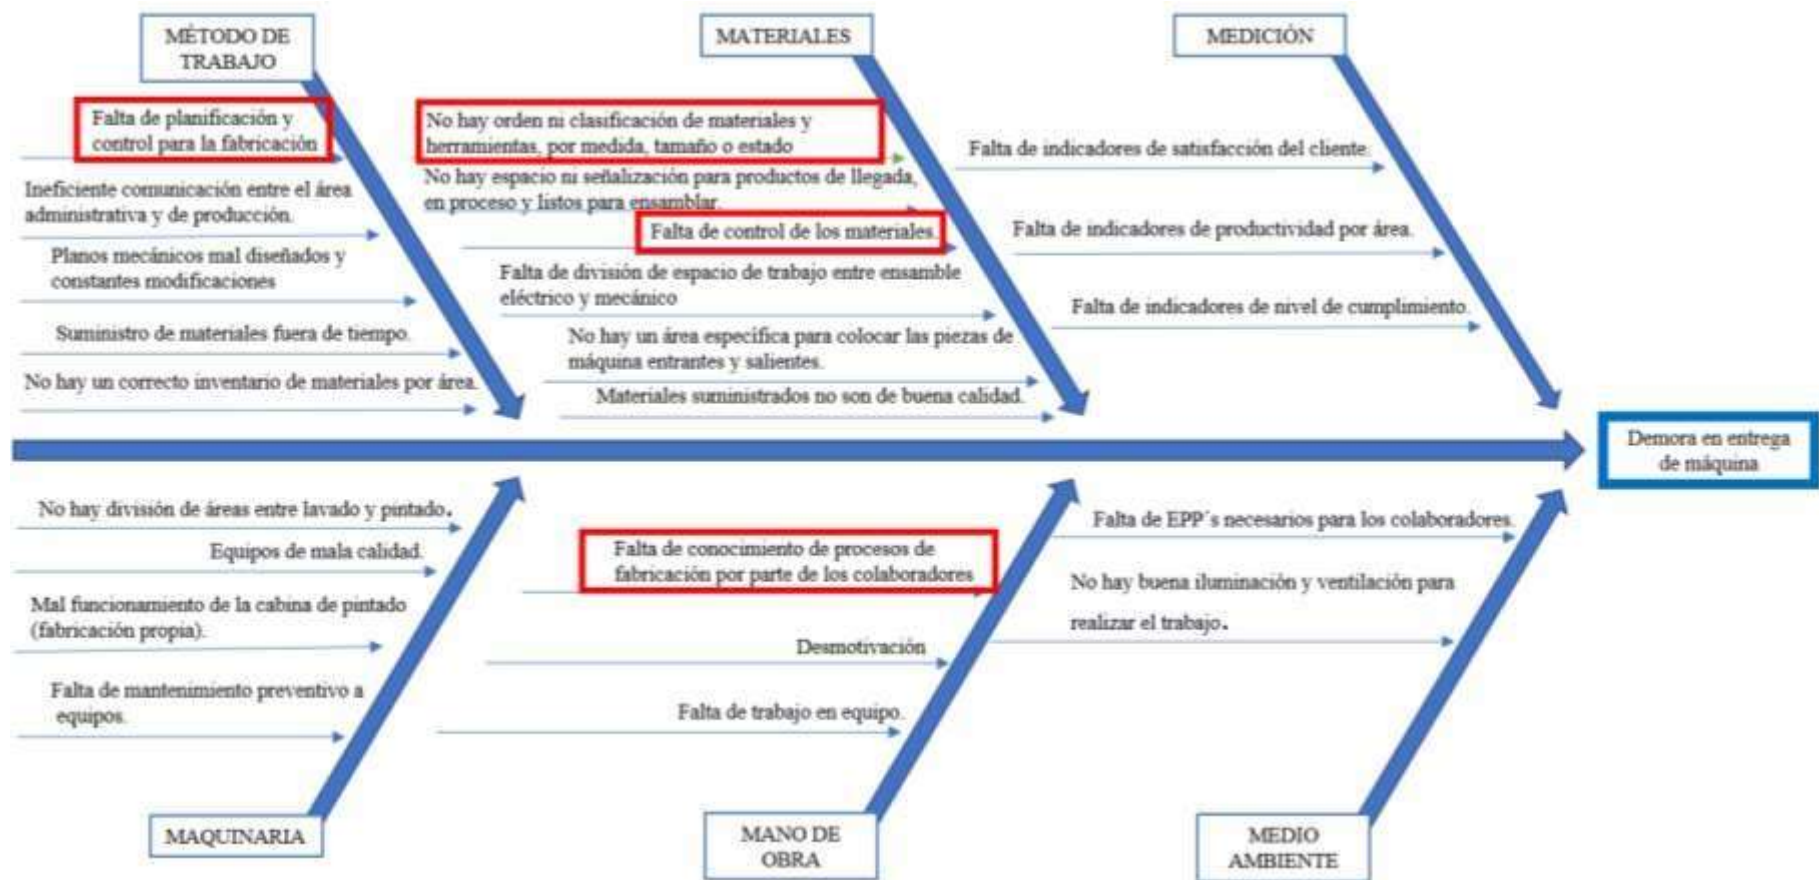 MÉTODO DE
TRABAJO
Falta de planificación y
control para la fabricación
Ineficiente comunicación entre el área
administrativa y de producción.
Planos mecánicos mal diseñados y
constantes modificaciones
Suministro de materiales fuera de tiempo.
No hay un correcto inventario de materiales por área.
MATERIALES
No hay orden ni clasificación de materiales y
herramientas, por medida, tamaño o estado
No hay espacio ni señalización para productos de llegada,
en proceso y listos para ensamblar.
Falta de control de los materiales.
Falta de división de espacio de trabajo entre ensamble
eléctrico y mecánico
No hay un área específica para colocar las piezas de
máquina entrantes y salientes.
Materiales suministrados no son de buena calidad.
MEDICIÓN
Falta de indicadores de satisfacción del cliente.
Falta de indicadores de productividad por área.
Falta de indicadores de nivel de cumplimiento.
Demora en entrega
de máquina
No hay división de áreas entre lavado y pintado.
Equipos de mala calidad.
Mal funcionamiento de la cabina de pintado
(fabricación propia).
Falta de mantenimiento preventivo a
equipos.
MAQUINARIA
Falta de conocimiento de procesos de
fabricación por parte de los colaboradores
Desmotivación
Falta de trabajo en equipo.
MANO DE
OBRA
Falta de EPP´s necesarios para los colaboradores.
No hay buena iluminación y ventilación para
realizar el trabajo.
MEDIO
AMBIENTE